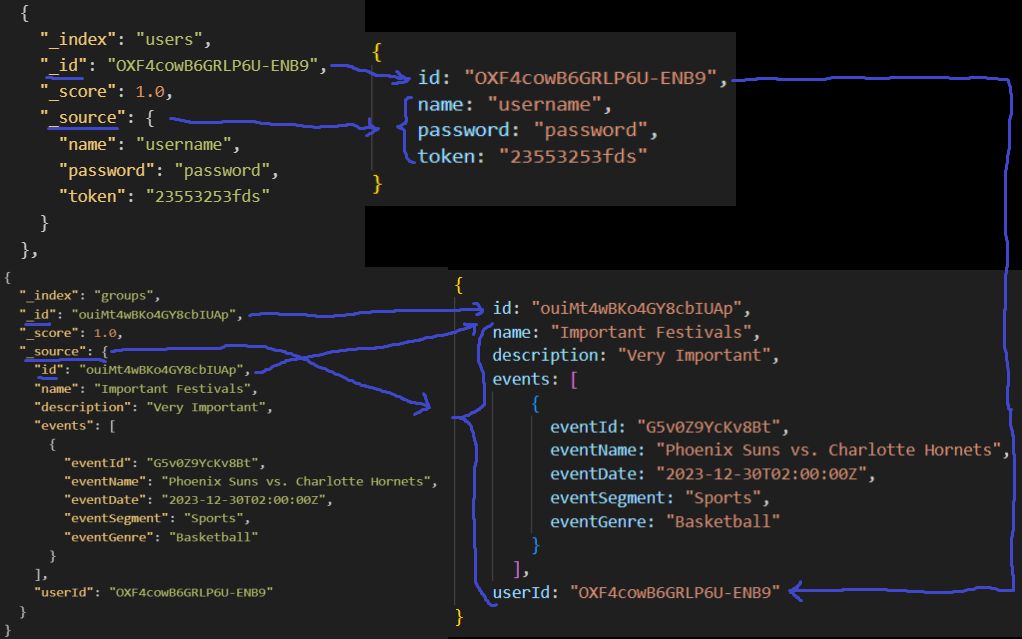 {
"_index": "users",
"_id": "OXF4cowB6GRLP6U-ENB9",
"_score": 1.0,
"_source": {
"name": "username",
"password": "password",
"token": "23553253fds"
}
},
{
id: "OXF4cowB6GRLP6U-ENB9",
name: "username",
password: "password",
token: "23553253fds"
}
{
"_index": "groups",
"_id": "ouiMt4wBKo4GY8cbIUAp",
"_score": 1.0,
"_source": {
"id": "ouiMt4wBKo4GY8cbIUAp",
"name": "Important Festivals",
"description": "Very Important",
"events": [
{
"eventId": "G5v0Z9YcKv8Bt",
"eventName": "Phoenix Suns vs. Charlotte Hornets",
"eventDate": "2023-12-30T02:00:00Z",
"eventSegment": "Sports",
"eventGenre": "Basketball"
}
],
"userId": "OXF4cowB6GRLP6U-ENB9"
}
}
{
id: "ouiMt4wBKo4GY8cbIUAp",
name: "Important Festivals",
description: "Very Important",
events: [
{
eventId: "G5v0Z9YcKv8Bt",
eventName: "Phoenix Suns vs. Charlotte Hornets",
eventDate: "2023-12-30T02:00:00Z",
eventSegment: "Sports",
eventGenre: "Basketball"
}
],
userId: "OXF4cowB6GRLP6U-ENB9"
}